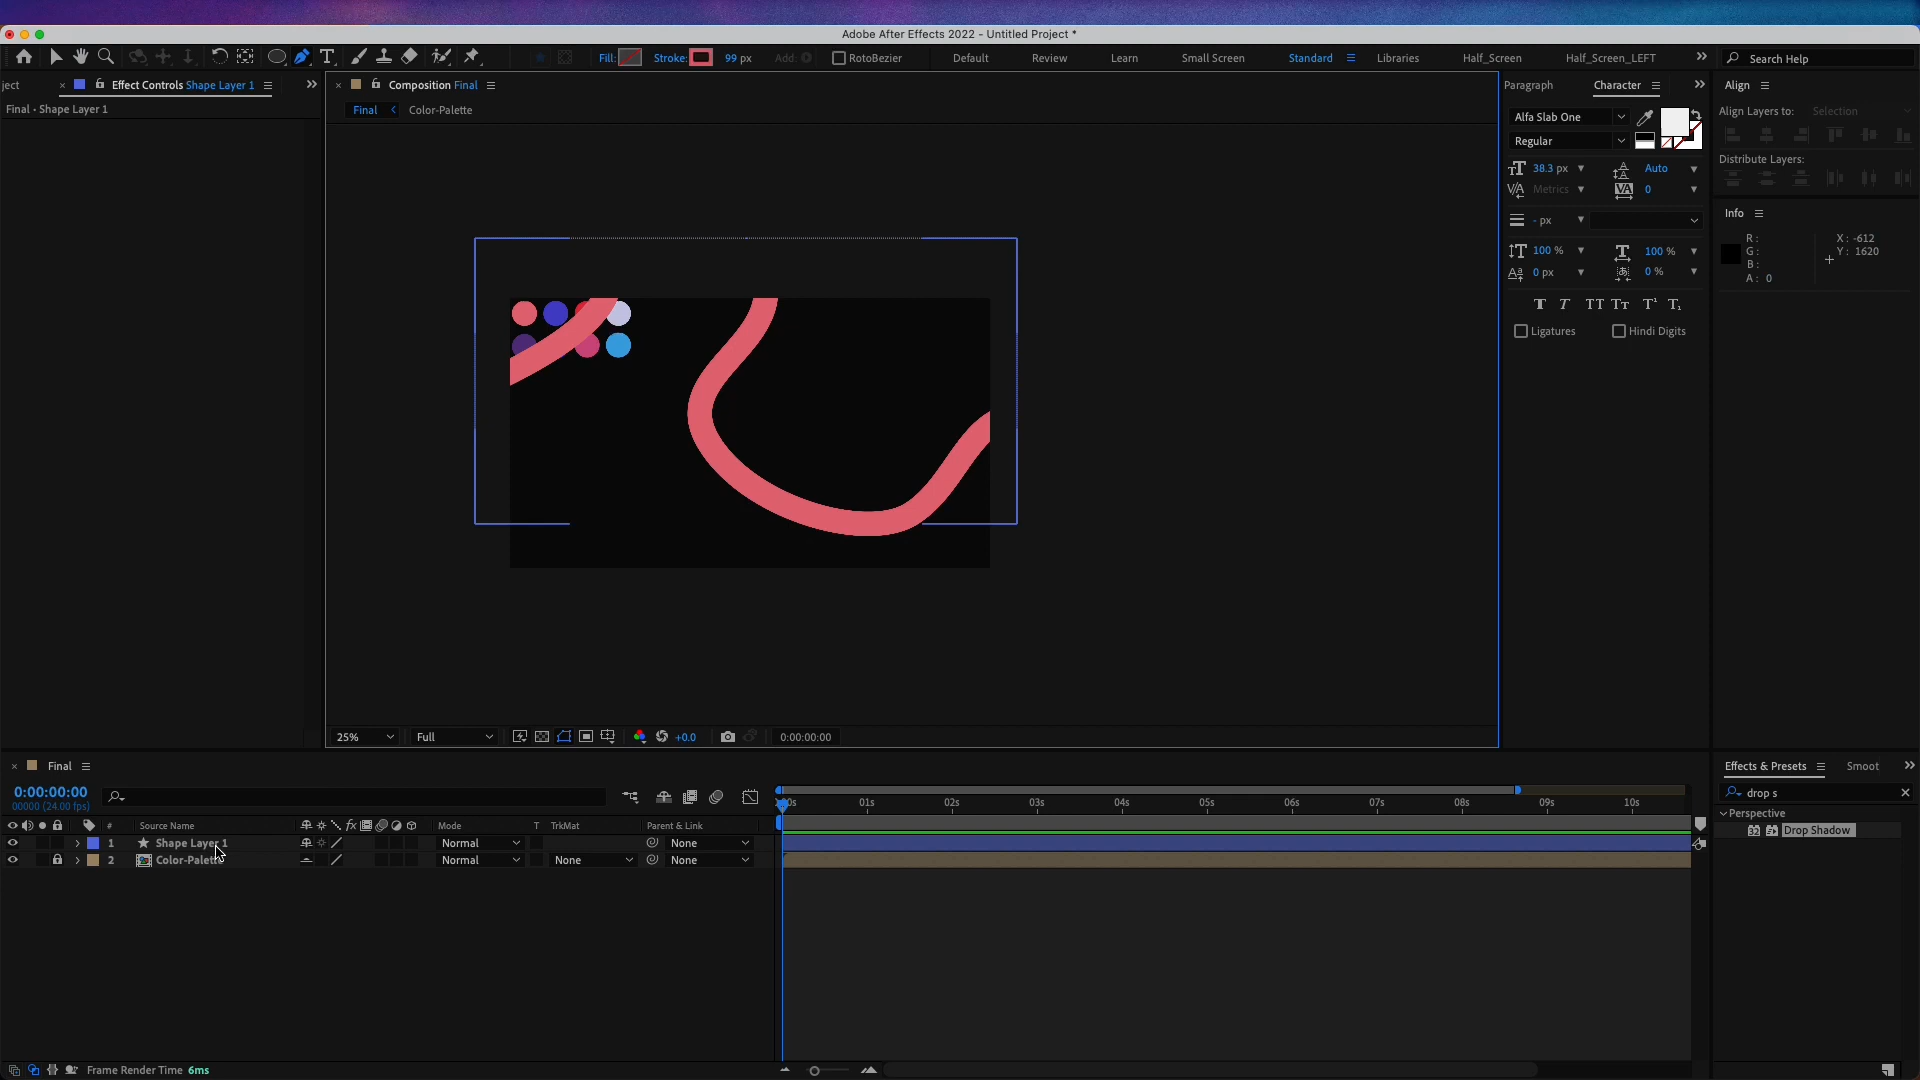 Adobe After Effects 2022 - Untitled Project *
Fill:
Stroke:
99 px
Add:
RotoBezier
Default
Review
Learn
Small Screen
Standard
Libraries
Half_Screen
Half_Screen_LEFT
Search Help
ject
Effect Controls Shape Layer 1
Composition Final
Paragraph
Character
Align
Final • Shape Layer 1
Final
Color-Palette
Align Layers to:
Selection
Alfa Slab One
Regular
Distribute Layers:
38.3 px
Auto
Metrics
0
- px
Info
R:
G:
B:
A: 0
X: -612
Y: 1620
100 %
100 %
0 px
0 %
Ligatures
Hindi Digits
25%
Full
+0.0
0:00:00:00
Final
Effects & Presets
Smoot
0:00:00:00
00000 (24.00 fps)
drop s
01s
02s
03s
04s
05s
06s
07s
08s
09s
10s
Perspective
# Source Name
Mode
T TrkMat
Parent & Link
32
Drop Shadow
1 Shape Layer 1
Normal
None
2 Color-Palette
Normal
None
None
Frame Render Time 6ms